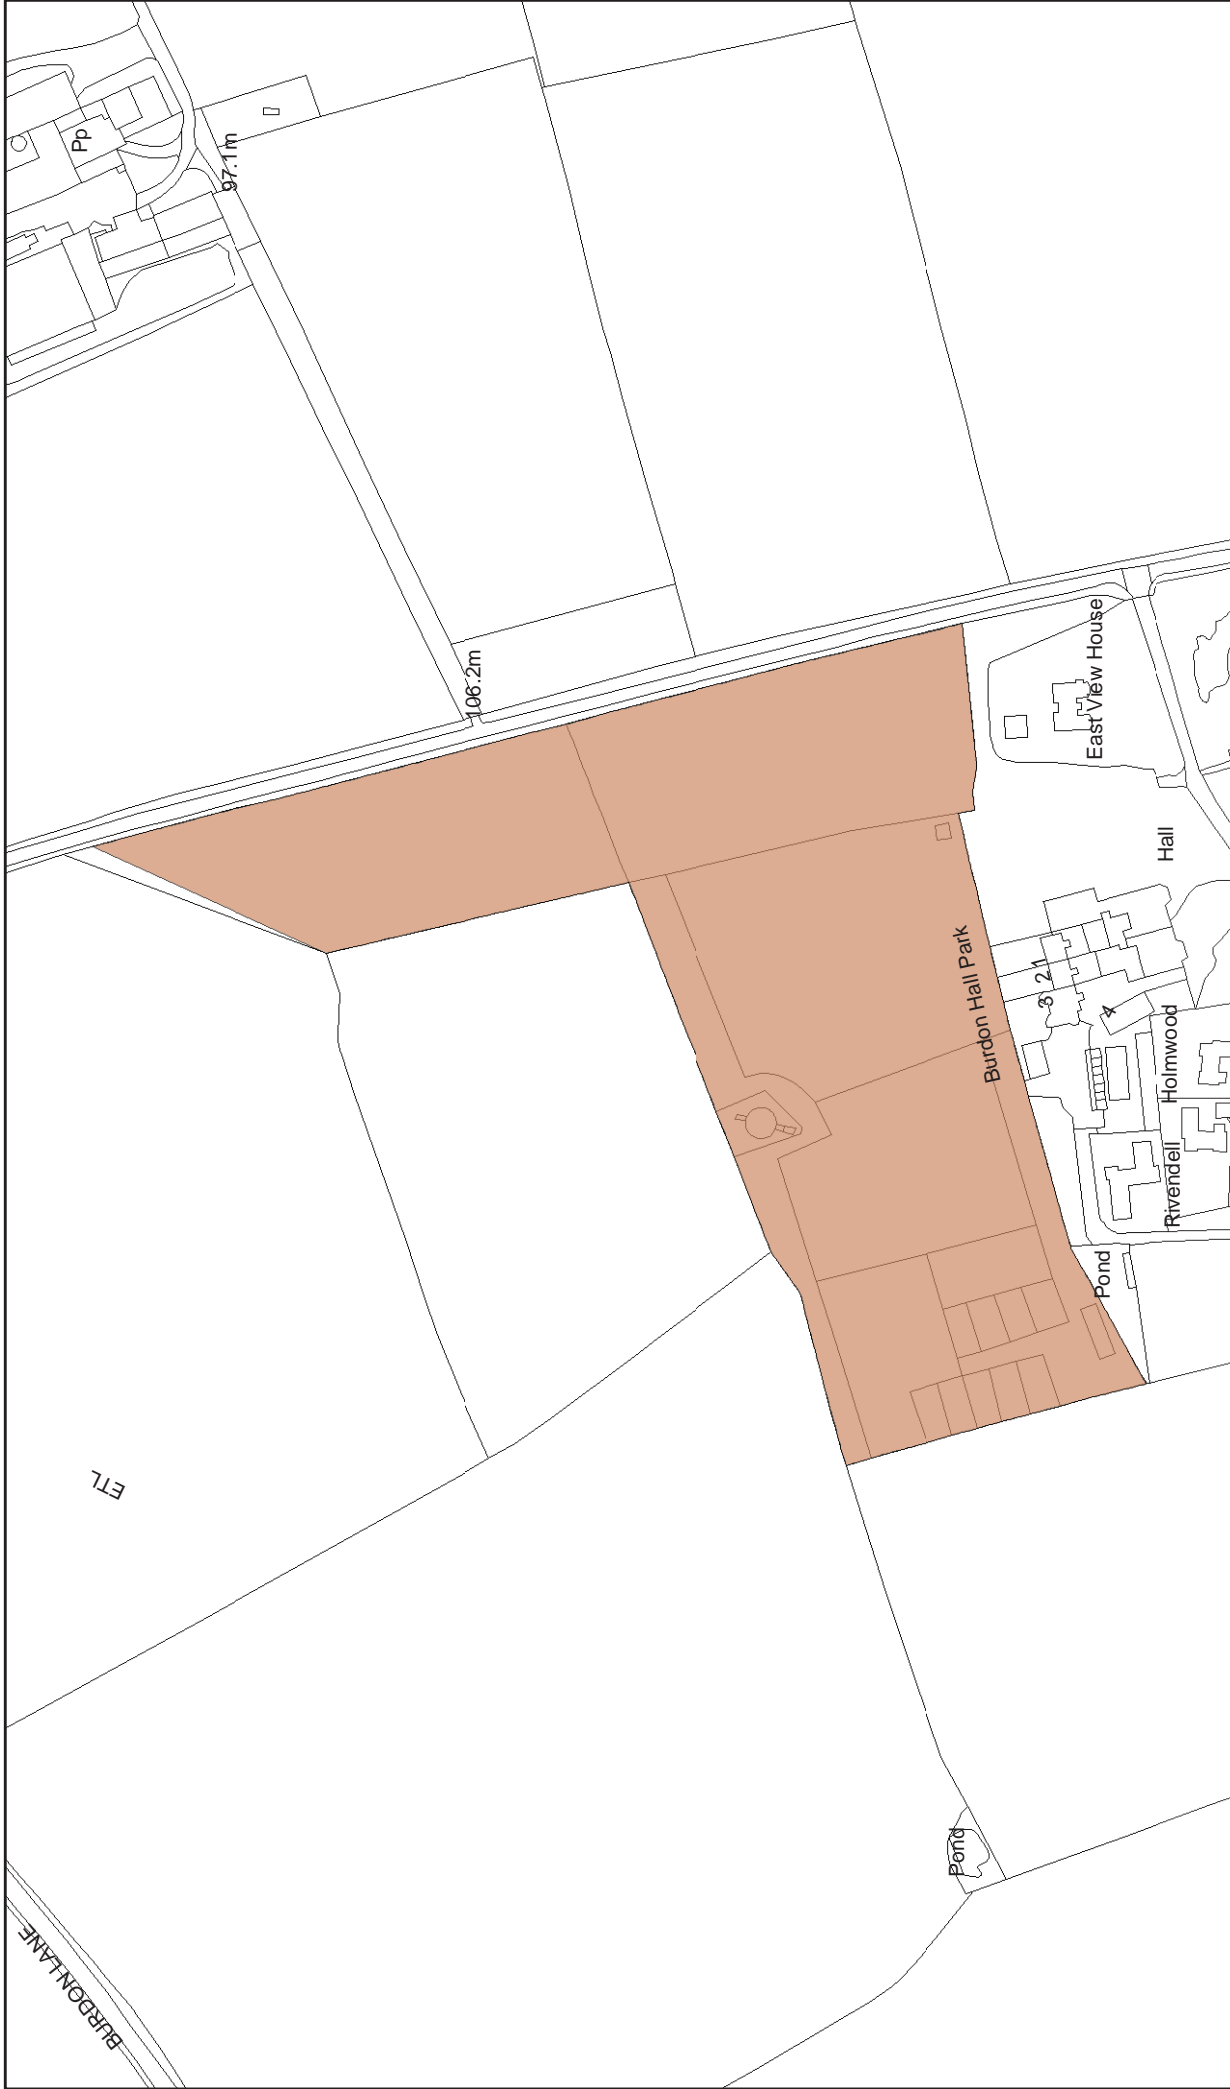 BURDON LANE
ETL
Pp
97.1m
106.2m
Pond
Burdon Hall Park
Pond
Rivendell
Holmwood
4
3
2
1
Hall
East View House